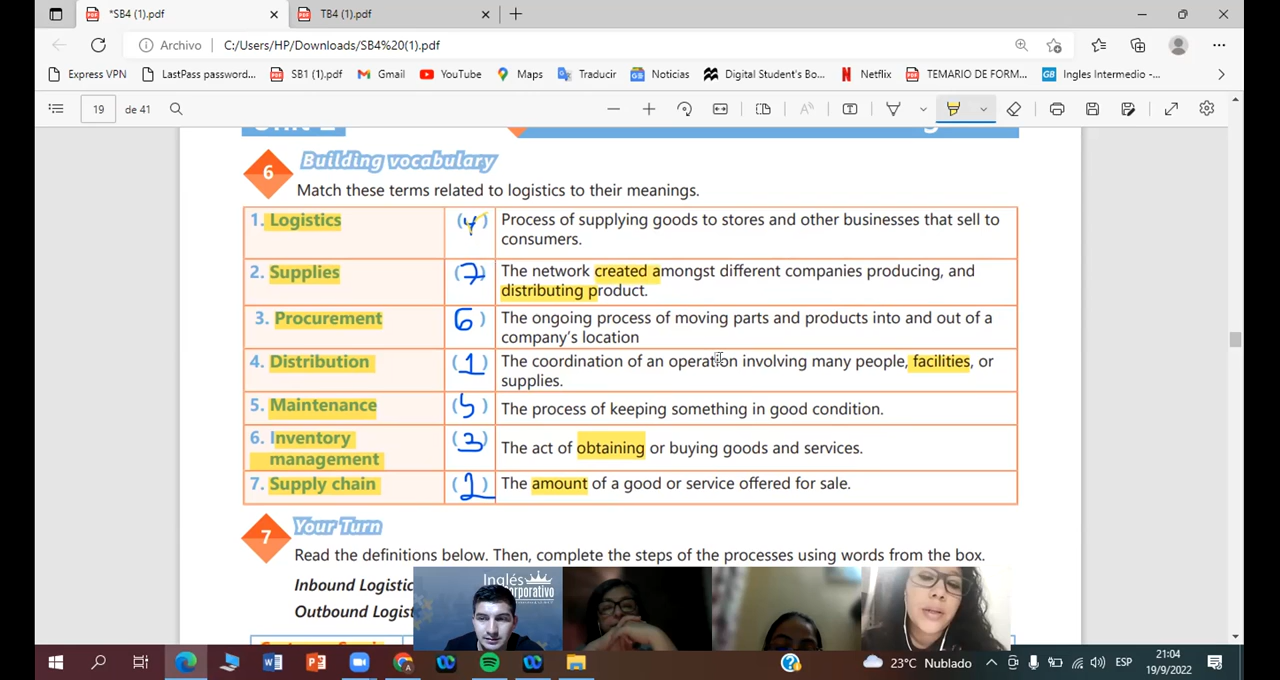 *SB4 (1).pdf
TB4 (1).pdf
Archivo C:/Users/HP/Downloads/SB4%20(1).pdf
Express VPN LastPass password... SB1 (1).pdf Gmail YouTube Maps Traducir Noticias Digital Student's Bo... Netflix TEMARIO DE FORM... Ingles Intermedio -...
19 de 41
6 Building vocabulary
Match these terms related to logistics to their meanings.
1. Logistics (4) Process of supplying goods to stores and other businesses that sell to
consumers.
2. Supplies (7) The network created amongst different companies producing, and
distributing product.
3. Procurement 6 ) The ongoing process of moving parts and products into and out of a
company's location
4. Distribution (1) The coordination of an operation involving many people, facilities, or
supplies.
5. Maintenance (5) The process of keeping something in good condition.
6. Inventory
management (3) The act of obtaining or buying goods and services.
7. Supply chain (2) The amount of a good or service offered for sale.
7 Your Turn
Read the definitions below. Then, complete the steps of the processes using words from the box.
Inbound Logistic
Outbound Logist
Inglés
23°C Nublado
ESP
21:04
19/9/2022